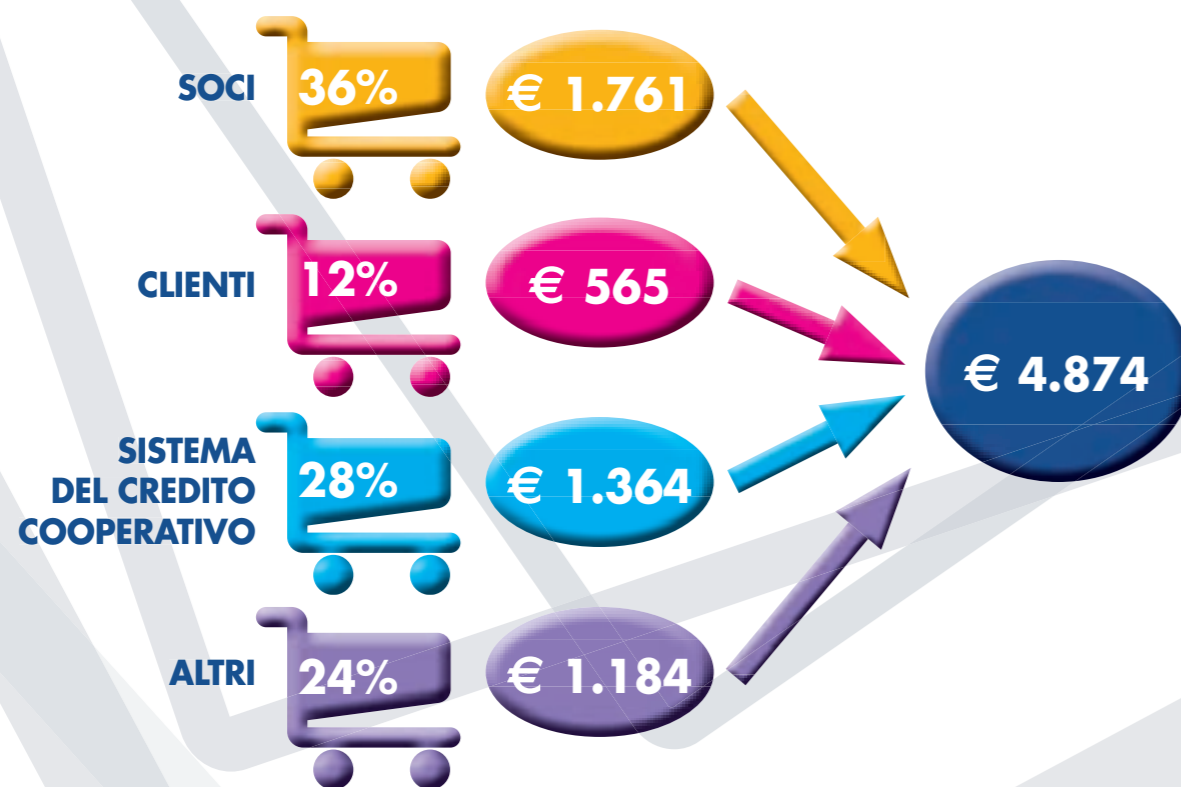 SOCI
36%
€ 1.761
CLIENTI
12%
€ 565
€ 4.874
SISTEMA
DEL CREDITO
COOPERATIVO
28%
€ 1.364
ALTRI
24%
€ 1.184